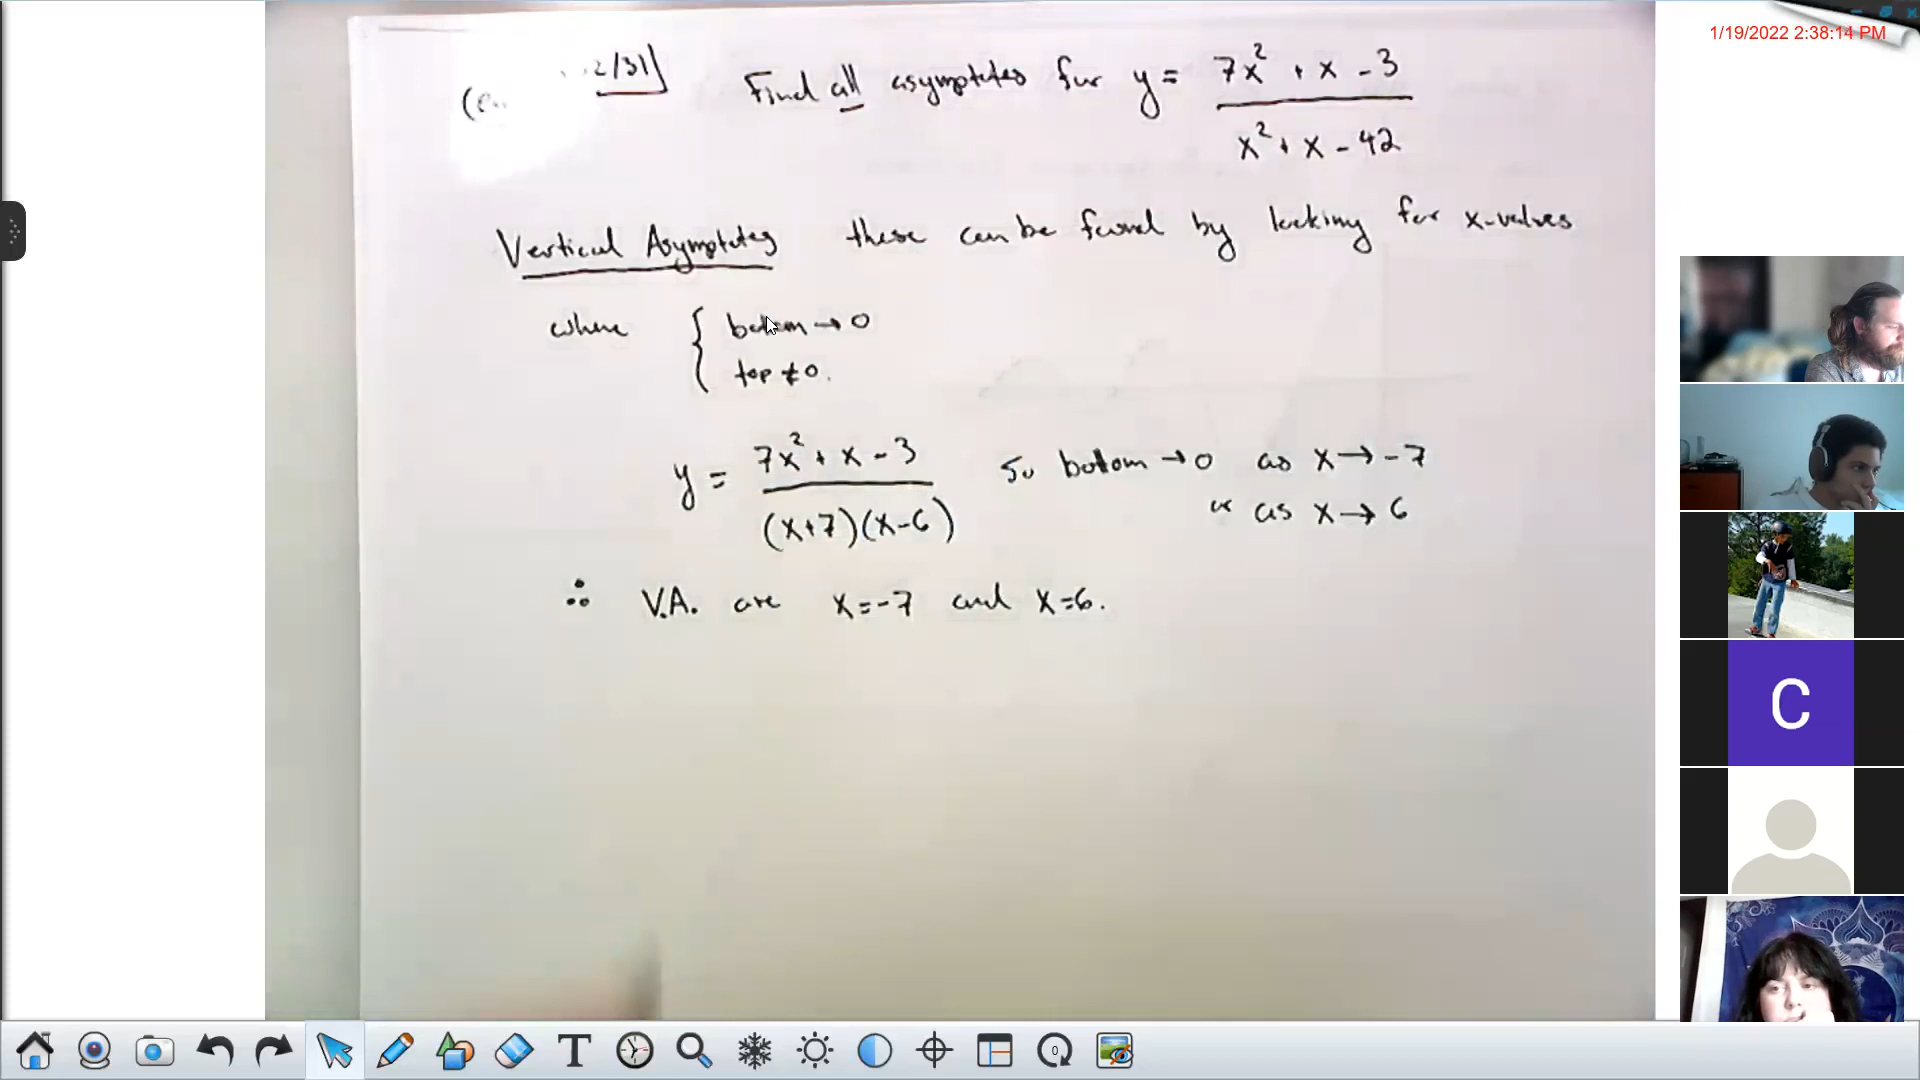 1/19/2022 2:38:14 PM
2/31] Find all asymptotes for y = (7x² + x - 3)/(x² + x - 42)
Vertical Asymptotes these can be found by looking for x-values
where { bottom → 0
top ≠ 0.
y = (7x² + x - 3)/((x+7)(x-6)) So bottom → 0 as x → -7
or as x → 6
∴ V.A. are x = -7 and x = 6.
C
T
0